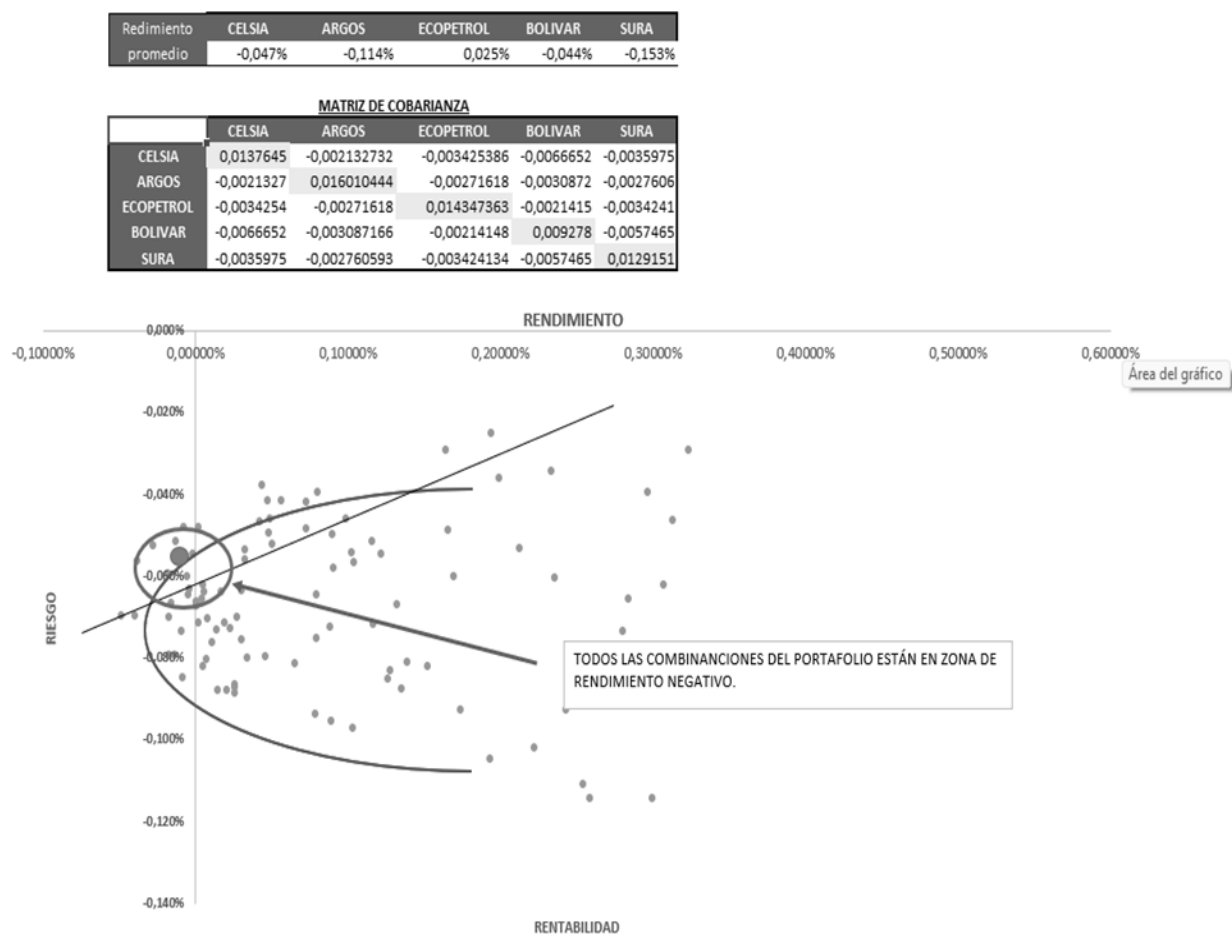 Redimiento CELSIA ARGOS ECOPETROL BOLIVAR SURA
promedio -0,047% -0,114% 0,025% -0,044% -0,153%
MATRIZ DE COBARIANZA
CELSIA ARGOS ECOPETROL BOLIVAR SURA
CELSIA 0,0137645 -0,002132732 -0,003425386 -0,0066652 -0,0035975
ARGOS -0,0021327 0,016010444 -0,00271618 -0,0030872 -0,0027606
ECOPETROL -0,0034254 -0,00271618 0,014347363 -0,0021415 -0,0034241
BOLIVAR -0,0066652 -0,003087166 -0,00214148 0,009278 -0,0057465
SURA -0,0035975 -0,002760593 -0,003424134 -0,0057465 0,0129151
RENDIMIENTO
0,000%
-0,10000% 0,00000% 0,10000% 0,20000% 0,30000% 0,40000% 0,50000% 0,60000%
Área del gráfico
-0,020%
-0,040%
-0,060%
RIESGO
TODOS LAS COMBINANCIONES DEL PORTAFOLIO ESTÁN EN ZONA DE
RENDIMIENTO NEGATIVO.
-0,080%
-0,100%
-0,120%
-0,140%
RENTABILIDAD